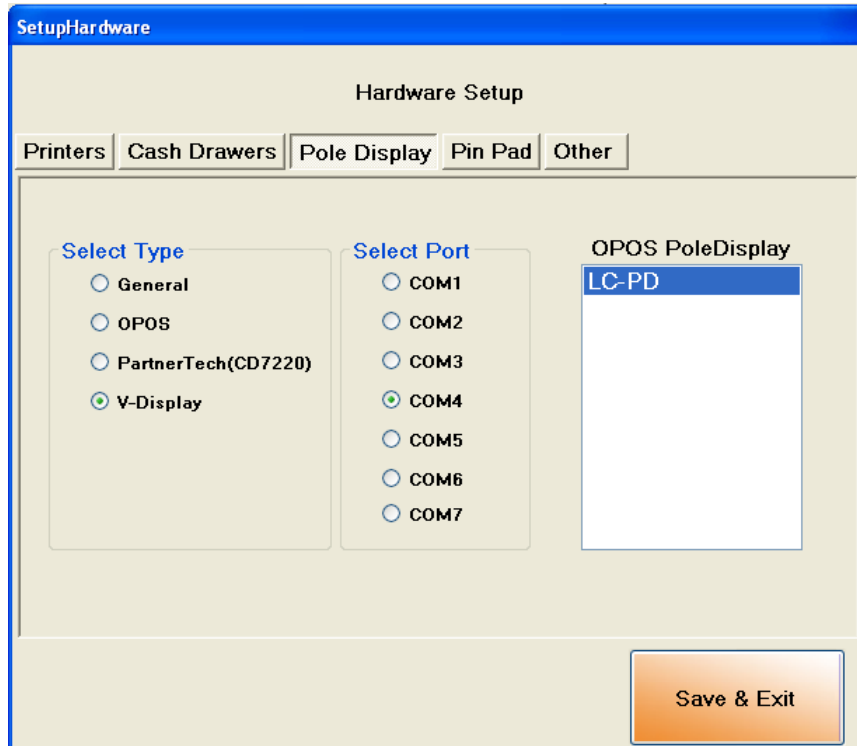 SetupHardware
Hardware Setup
Printers
Cash Drawers
Pole Display
Pin Pad
Other
Select Type
General
OPOS
PartnerTech(CD7220)
V-Display
Select Port
COM1
COM2
COM3
COM4
COM5
COM6
COM7
OPOS PoleDisplay
LC-PD
Save & Exit